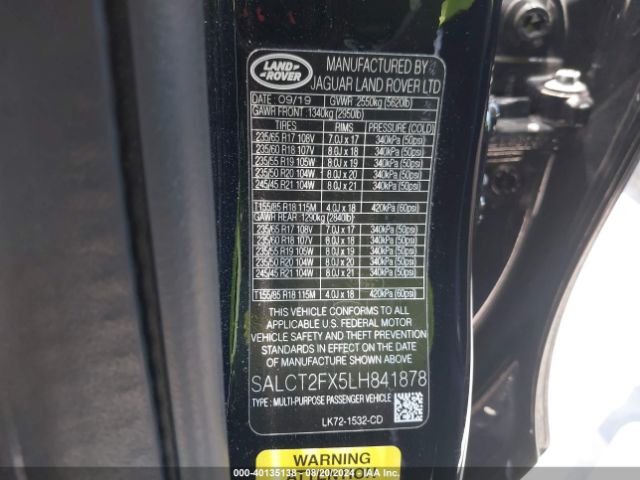 LAND ROVER
MANUFACTURED BY
JAGUAR LAND ROVER LTD
DATE : 09/19 GVWR 2550kg (5620lb)
GAWR FRONT : 1340kg (2950lb)
TIRES RIMS PRESSURE (COLD)
235/65 R17 108V 7.0J x 17 340kPa (50psi)
235/60 R18 107V 8.0J x 18 340kPa (50psi)
235/55 R19 105W 8.0J x 19 340kPa (50psi)
235/50 R20 104W 8.0J x 20 340kPa (50psi)
245/45 R21 104W 8.0J x 21 340kPa (50psi)
T155/85 R18 115M 4.0J x 18 420kPa (60psi)
GAWR REAR 1290kg (2840lb)
235/65 R17 108V 7.0J x 17 340kPa (50psi)
235/60 R18 107V 8.0J x 18 340kPa (50psi)
235/55 R19 105W 8.0J x 19 340kPa (50psi)
235/50 R20 104W 8.0J x 20 340kPa (50psi)
245/45 R21 104W 8.0J x 21 340kPa (50psi)
T155/85 R18 115M 4.0J x 18 420kPa (60psi)
THIS VEHICLE CONFORMS TO ALL
APPLICABLE U.S. FEDERAL MOTOR
VEHICLE SAFETY AND THEFT PREVENTION
STANDARDS IN EFFECT ON THE DATE
OF MANUFACTURE SHOWN ABOVE
SALCT2FX5LH841878
TYPE : MULTI-PURPOSE PASSENGER VEHICLE
LK72-1532-CD
WARNING
ATTENTION
000-40135138 - 08/20/2024 - IAA Inc.